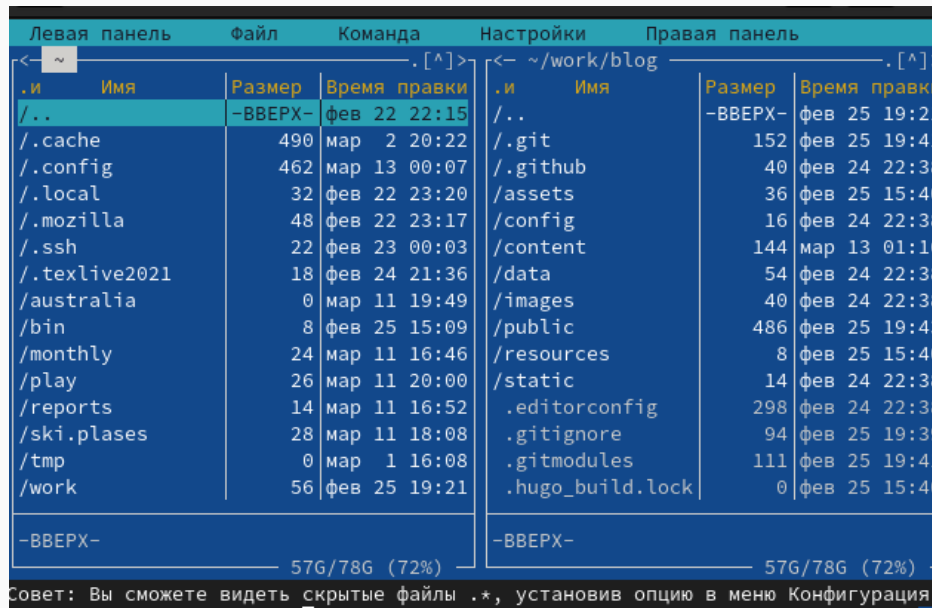 Левая панель Файл Команда Настройки Правая панель
<— ~ .[^]> <— ~/work/blog .[^]
.и Имя Размер Время правки .и Имя Размер Время правк
/.. -ВВЕРХ- фев 22 22:15 /.. -ВВЕРХ- фев 25 19:2
/.cache 490 мар 2 20:22 /.git 152 фев 25 19:4
/.config 462 мар 13 00:07 /.github 40 фев 24 22:3
/.local 32 фев 22 23:20 /assets 36 фев 25 15:4
/.mozilla 48 фев 22 23:17 /config 16 фев 24 22:3
/.ssh 22 фев 23 00:03 /content 144 мар 13 01:1
/.texlive2021 18 фев 24 21:36 /data 54 фев 24 22:3
/australia 0 мар 11 19:49 /images 40 фев 24 22:3
/bin 8 фев 25 15:09 /public 486 фев 25 19:4
/monthly 24 мар 11 16:46 /resources 8 фев 25 15:4
/play 26 мар 11 20:00 /static 14 фев 24 22:3
/reports 14 мар 11 16:52 .editorconfig 298 фев 24 22:3
/ski.plases 28 мар 11 18:08 .gitignore 94 фев 25 19:3
/tmp 0 мар 1 16:08 .gitmodules 111 фев 25 19:4
/work 56 фев 25 19:21 .hugo_build.lock 0 фев 25 15:4
-ВВЕРХ- -ВВЕРХ-
57G/78G (72%) 57G/78G (72%)
Совет: Вы сможете видеть скрытые файлы .*, установив опцию в меню Конфигурация